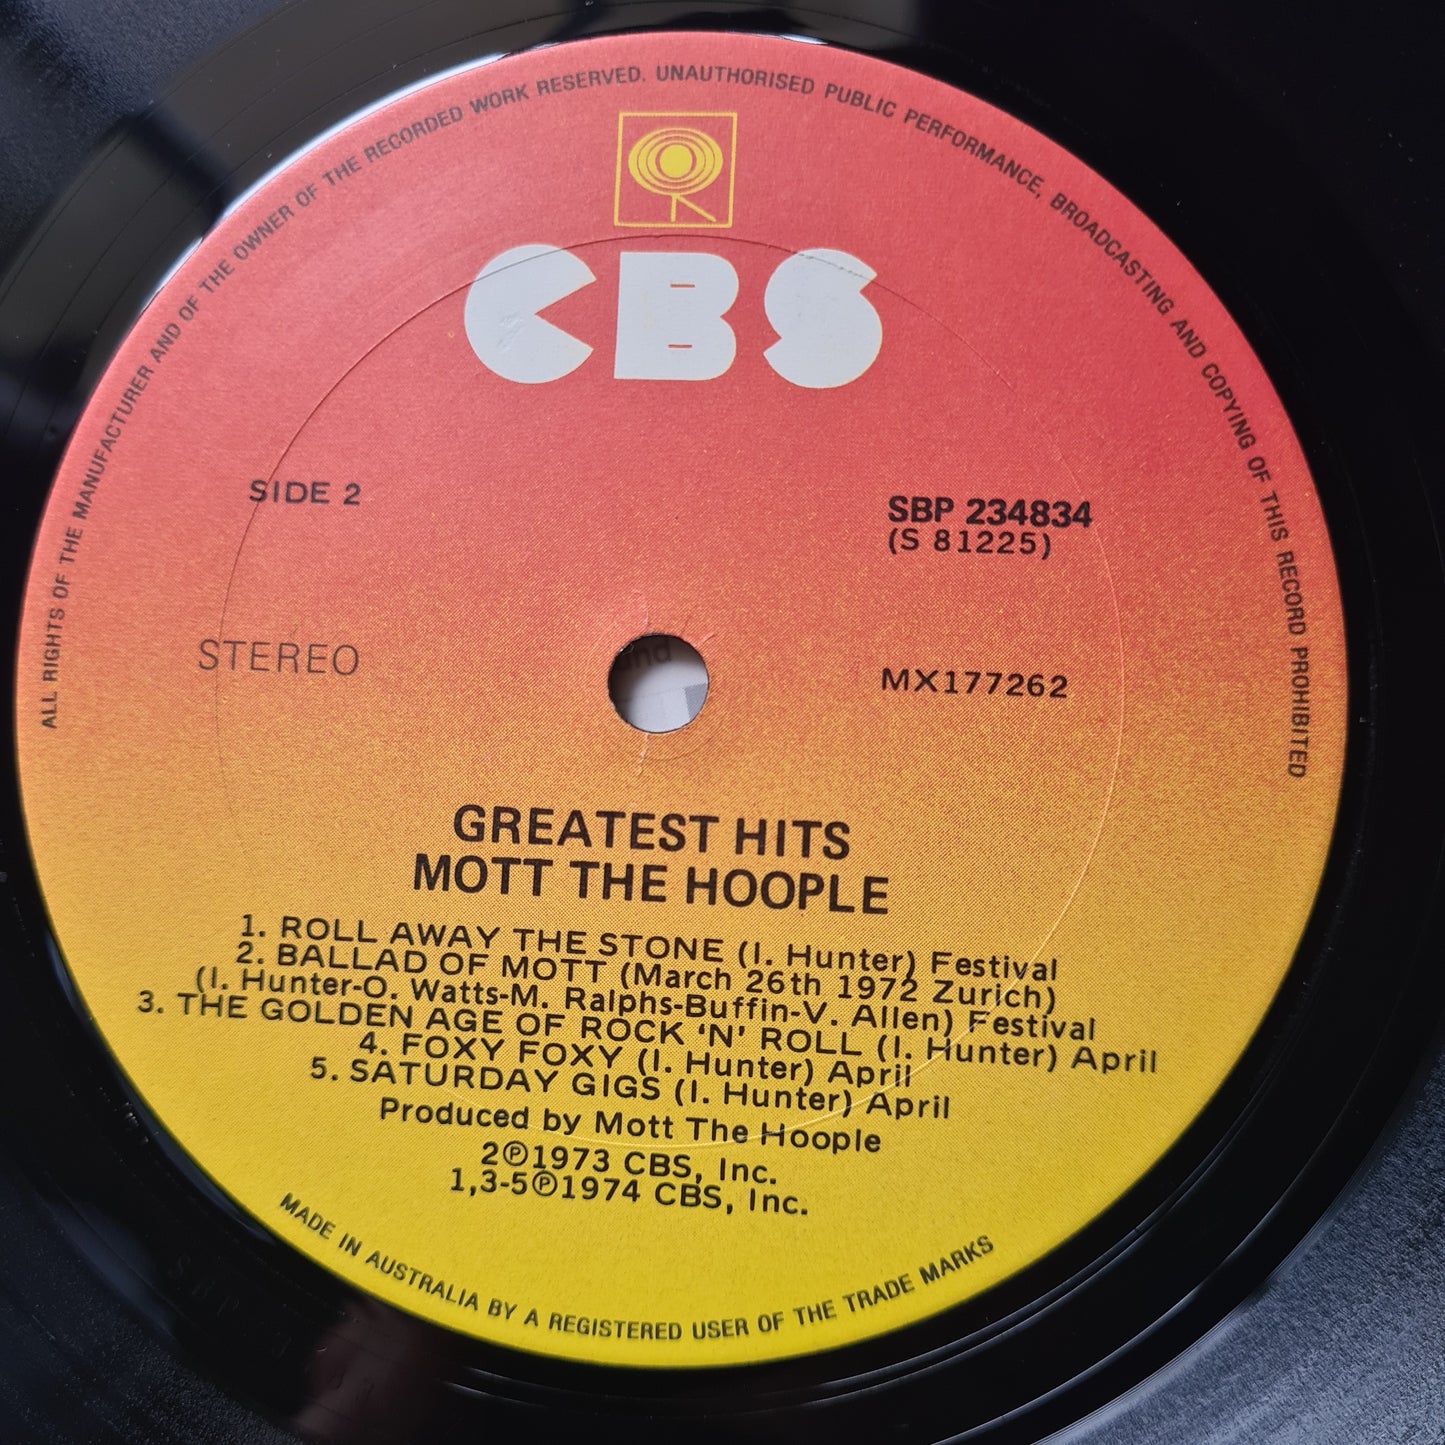 ALL RIGHTS OF THE MANUFACTURER AND OF THE OWNER OF THE RECORDED WORK RESERVED. UNAUTHORISED PUBLIC PERFORMANCE, BROADCASTING AND COPYING OF THIS RECORD PROHIBITED
CBS
SIDE 2
SBP 234834
(S 81225)
STEREO
MX177262
GREATEST HITS
MOTT THE HOOPLE
1. ROLL AWAY THE STONE (I. Hunter) Festival
2. BALLAD OF MOTT (March 26th 1972 Zurich)
(I. Hunter-O. Watts-M. Ralphs-Buffin-V. Allen) Festival
3. THE GOLDEN AGE OF ROCK ‘N’ ROLL (I. Hunter) April
4. FOXY FOXY (I. Hunter) April
5. SATURDAY GIGS (I. Hunter) April
Produced by Mott The Hoople
2℗1973 CBS, Inc.
1,3-5℗1974 CBS, Inc.
MADE IN AUSTRALIA BY A REGISTERED USER OF THE TRADE MARKS